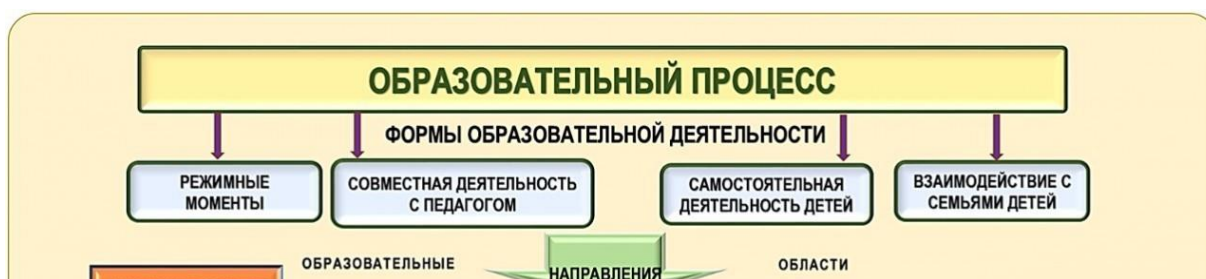 ОБРАЗОВАТЕЛЬНЫЙ ПРОЦЕСС
ФОРМЫ ОБРАЗОВАТЕЛЬНОЙ ДЕЯТЕЛЬНОСТИ
РЕЖИМНЫЕ
МОМЕНТЫ
СОВМЕСТНАЯ ДЕЯТЕЛЬНОСТЬ
С ПЕДАГОГОМ
САМОСТОЯТЕЛЬНАЯ
ДЕЯТЕЛЬНОСТЬ ДЕТЕЙ
ВЗАИМОДЕЙСТВИЕ С
СЕМЬЯМИ ДЕТЕЙ
ОБРАЗОВАТЕЛЬНЫЕ
НАПРАВЛЕНИЯ
ОБЛАСТИ